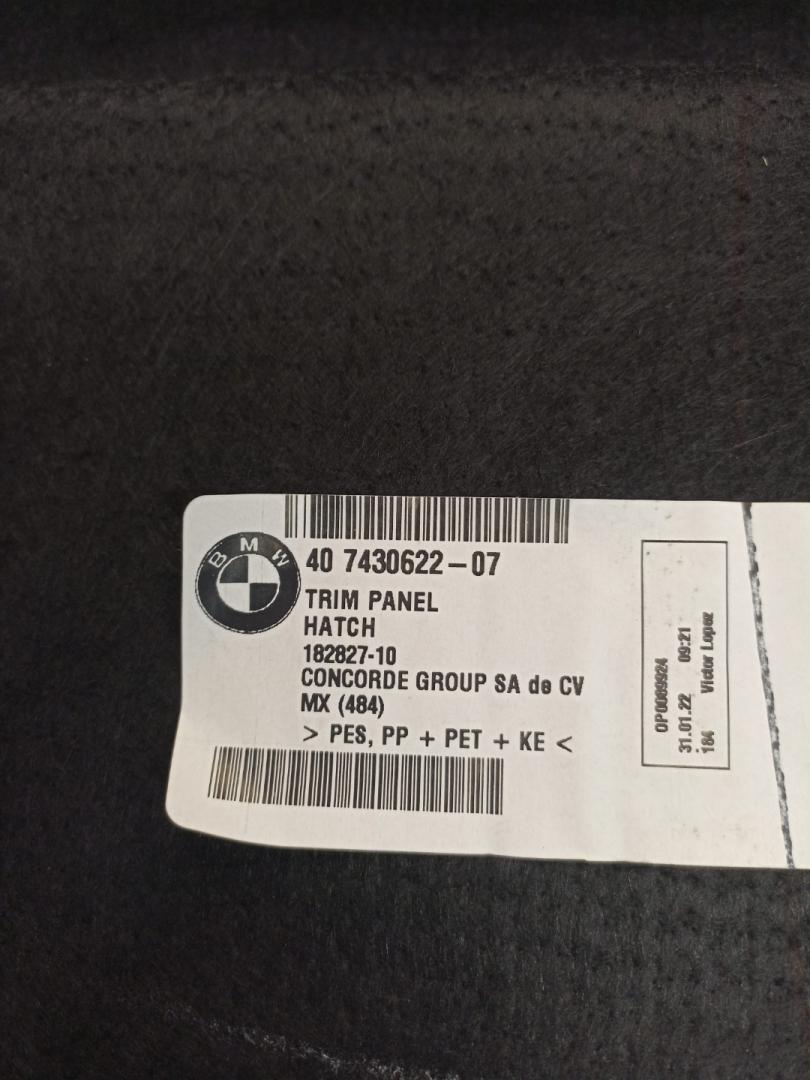 BMW
40 7430622-07
TRIM PANEL
HATCH
182827-10
CONCORDE GROUP SA de CV
MX (484)
> PES, PP + PET + KE <
OP0089924
31.01.22 09:21
184 Victor Lopez